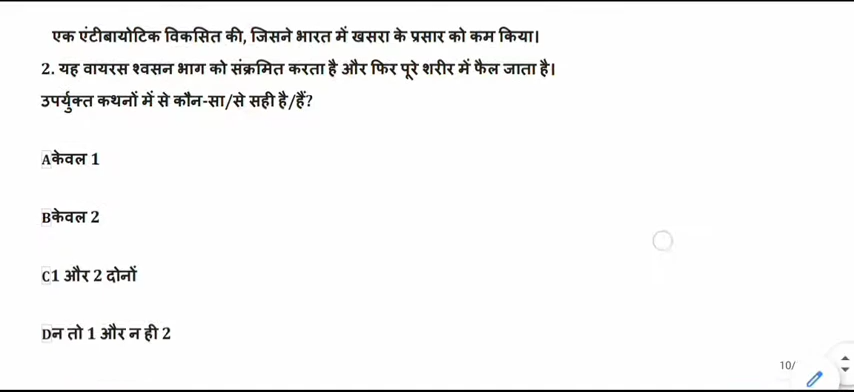 एक एंटीबायोटिक विकसित की, जिसने भारत में खसरा के प्रसार को कम किया।
2. यह वायरस श्वसन भाग को संक्रमित करता है और फिर पूरे शरीर में फैल जाता है।
उपर्युक्त कथनों में से कौन-सा/से सही है/हैं?
Aकेवल 1
Bकेवल 2
C1 और 2 दोनों
Dन तो 1 और न ही 2
10/